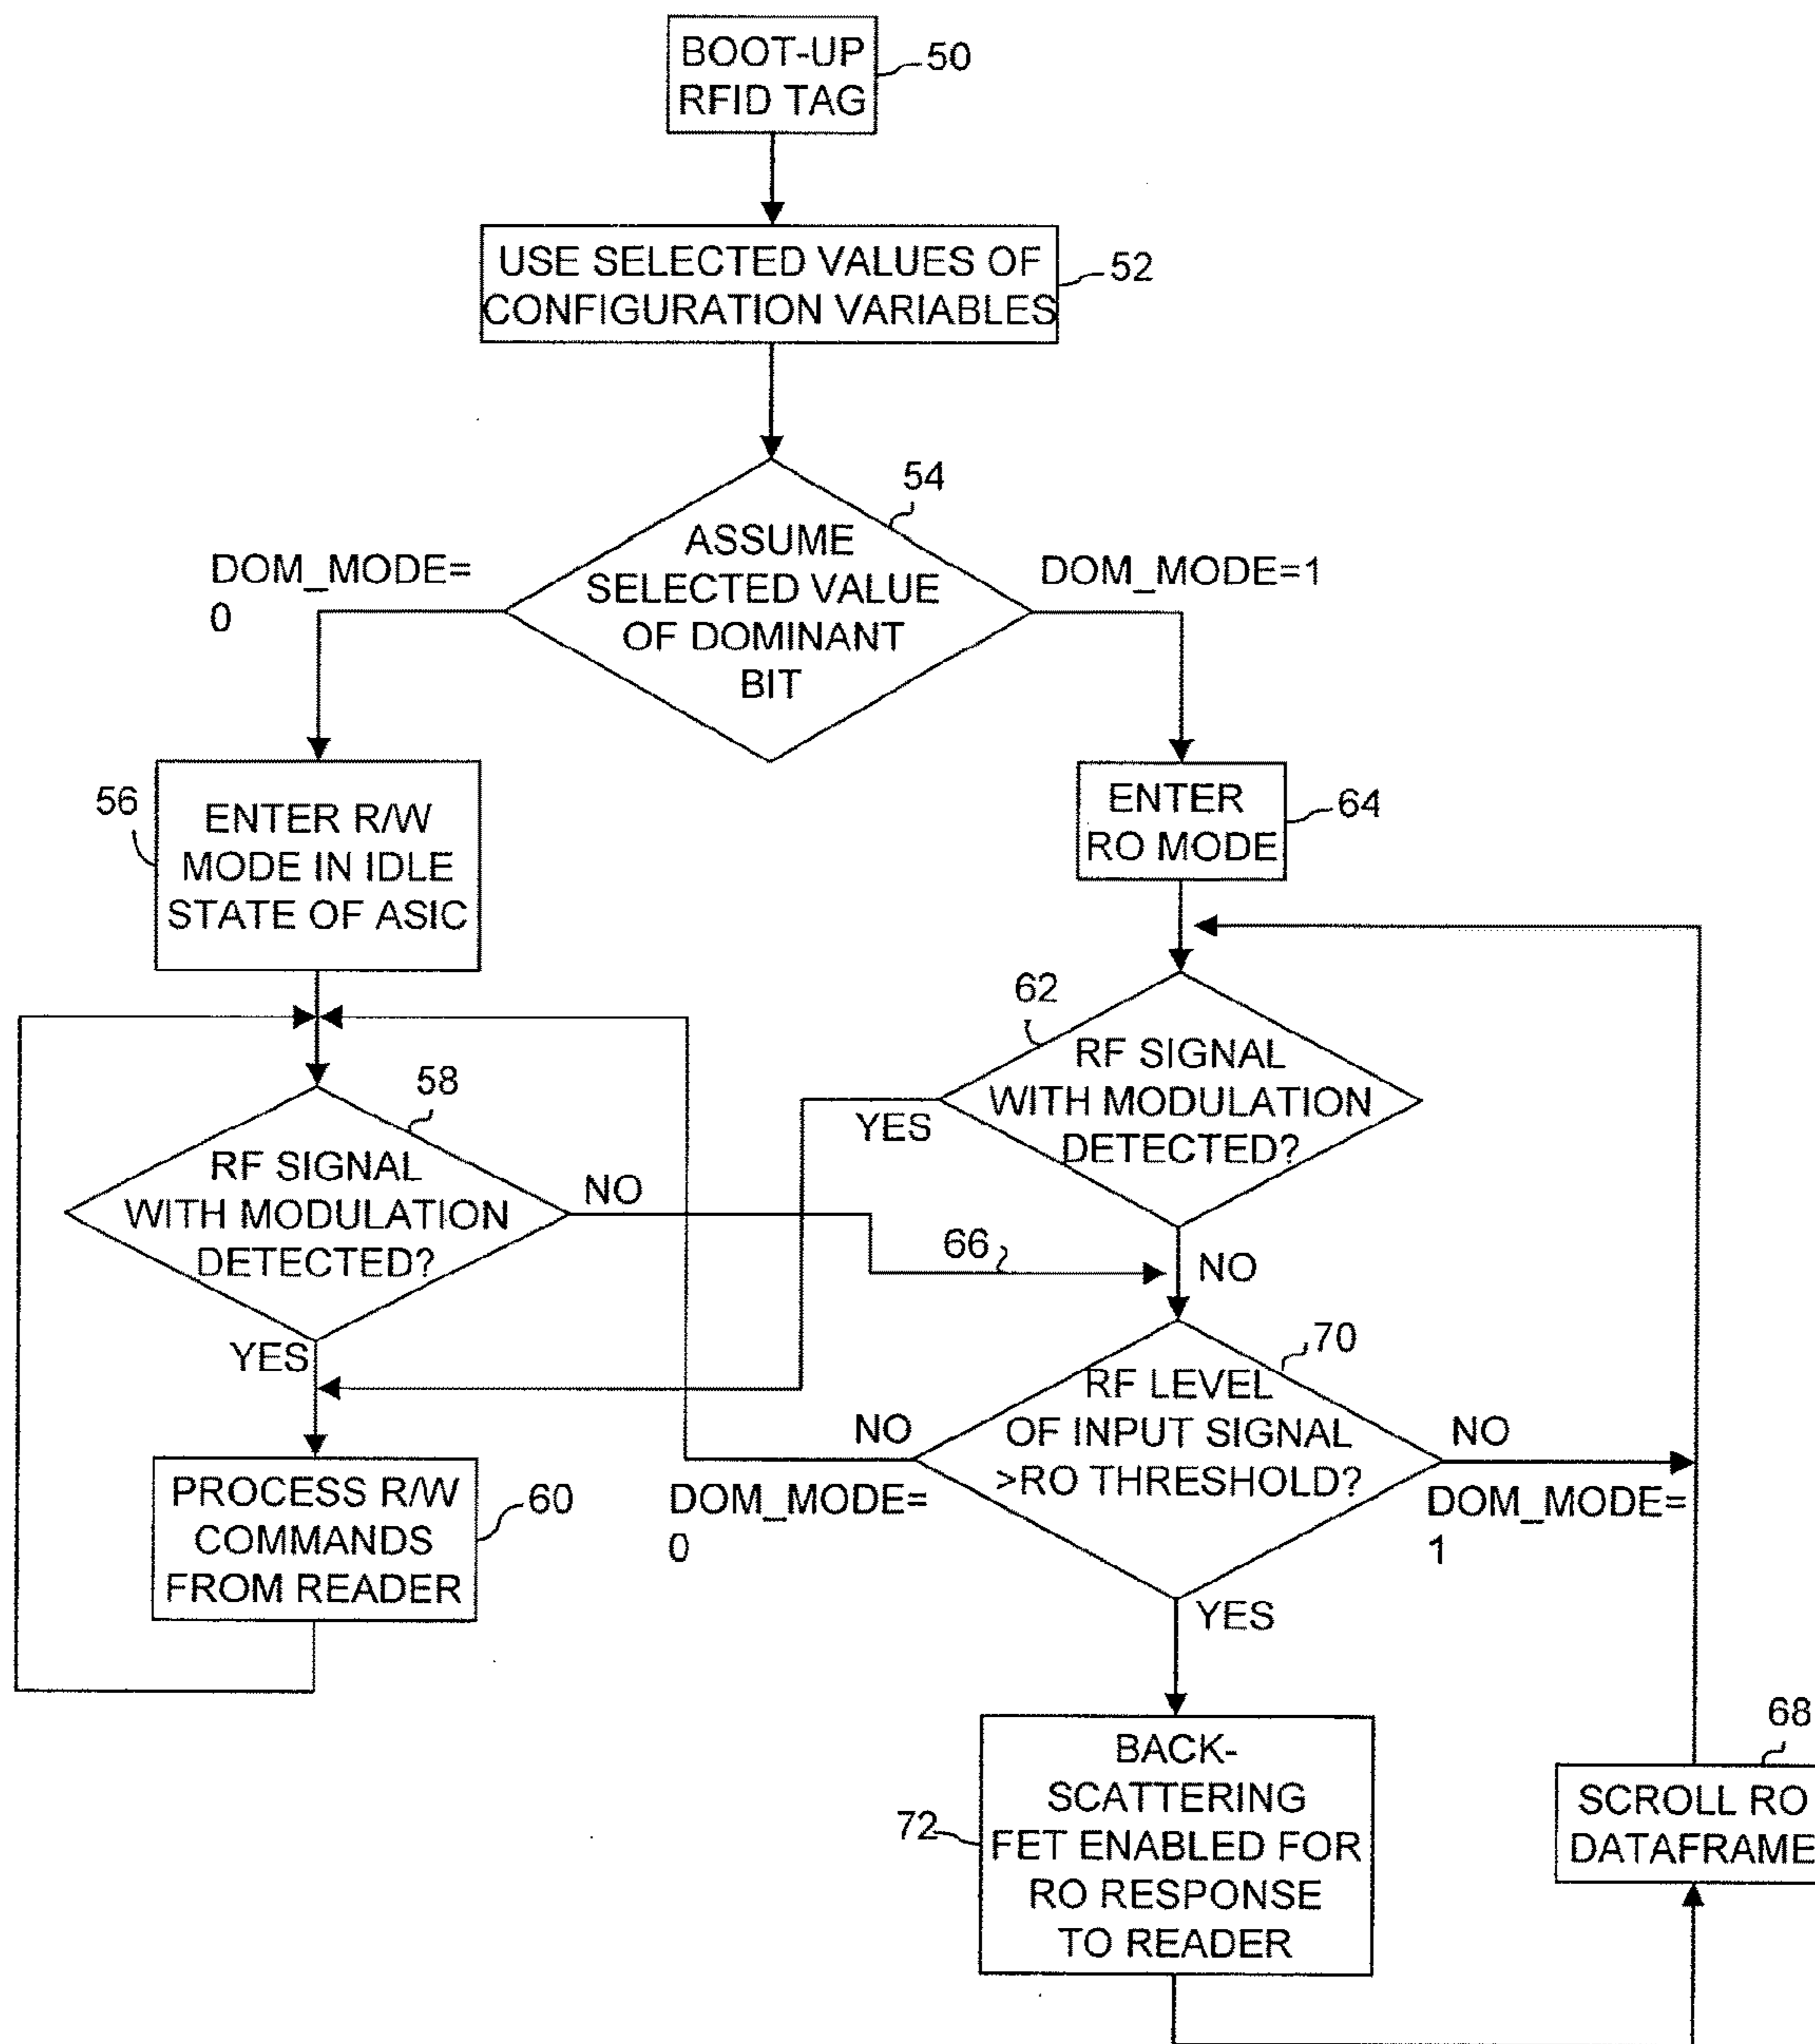 BOOT-UP
RFID TAG
50
USE SELECTED VALUES OF
CONFIGURATION VARIABLES
52
54
ASSUME
SELECTED VALUE
OF DOMINANT
BIT
DOM_MODE=
0
DOM_MODE=1
56
ENTER R/W
MODE IN IDLE
STATE OF ASIC
ENTER
RO MODE
64
62
RF SIGNAL
WITH MODULATION
DETECTED?
YES
NO
58
RF SIGNAL
WITH MODULATION
DETECTED?
NO
YES
66
70
RF LEVEL
OF INPUT SIGNAL
>RO THRESHOLD?
NO
DOM_MODE=
0
NO
DOM_MODE=
1
YES
PROCESS R/W
COMMANDS
FROM READER
60
BACK-
SCATTERING
FET ENABLED FOR
RO RESPONSE
TO READER
72
68
SCROLL RO
DATAFRAME